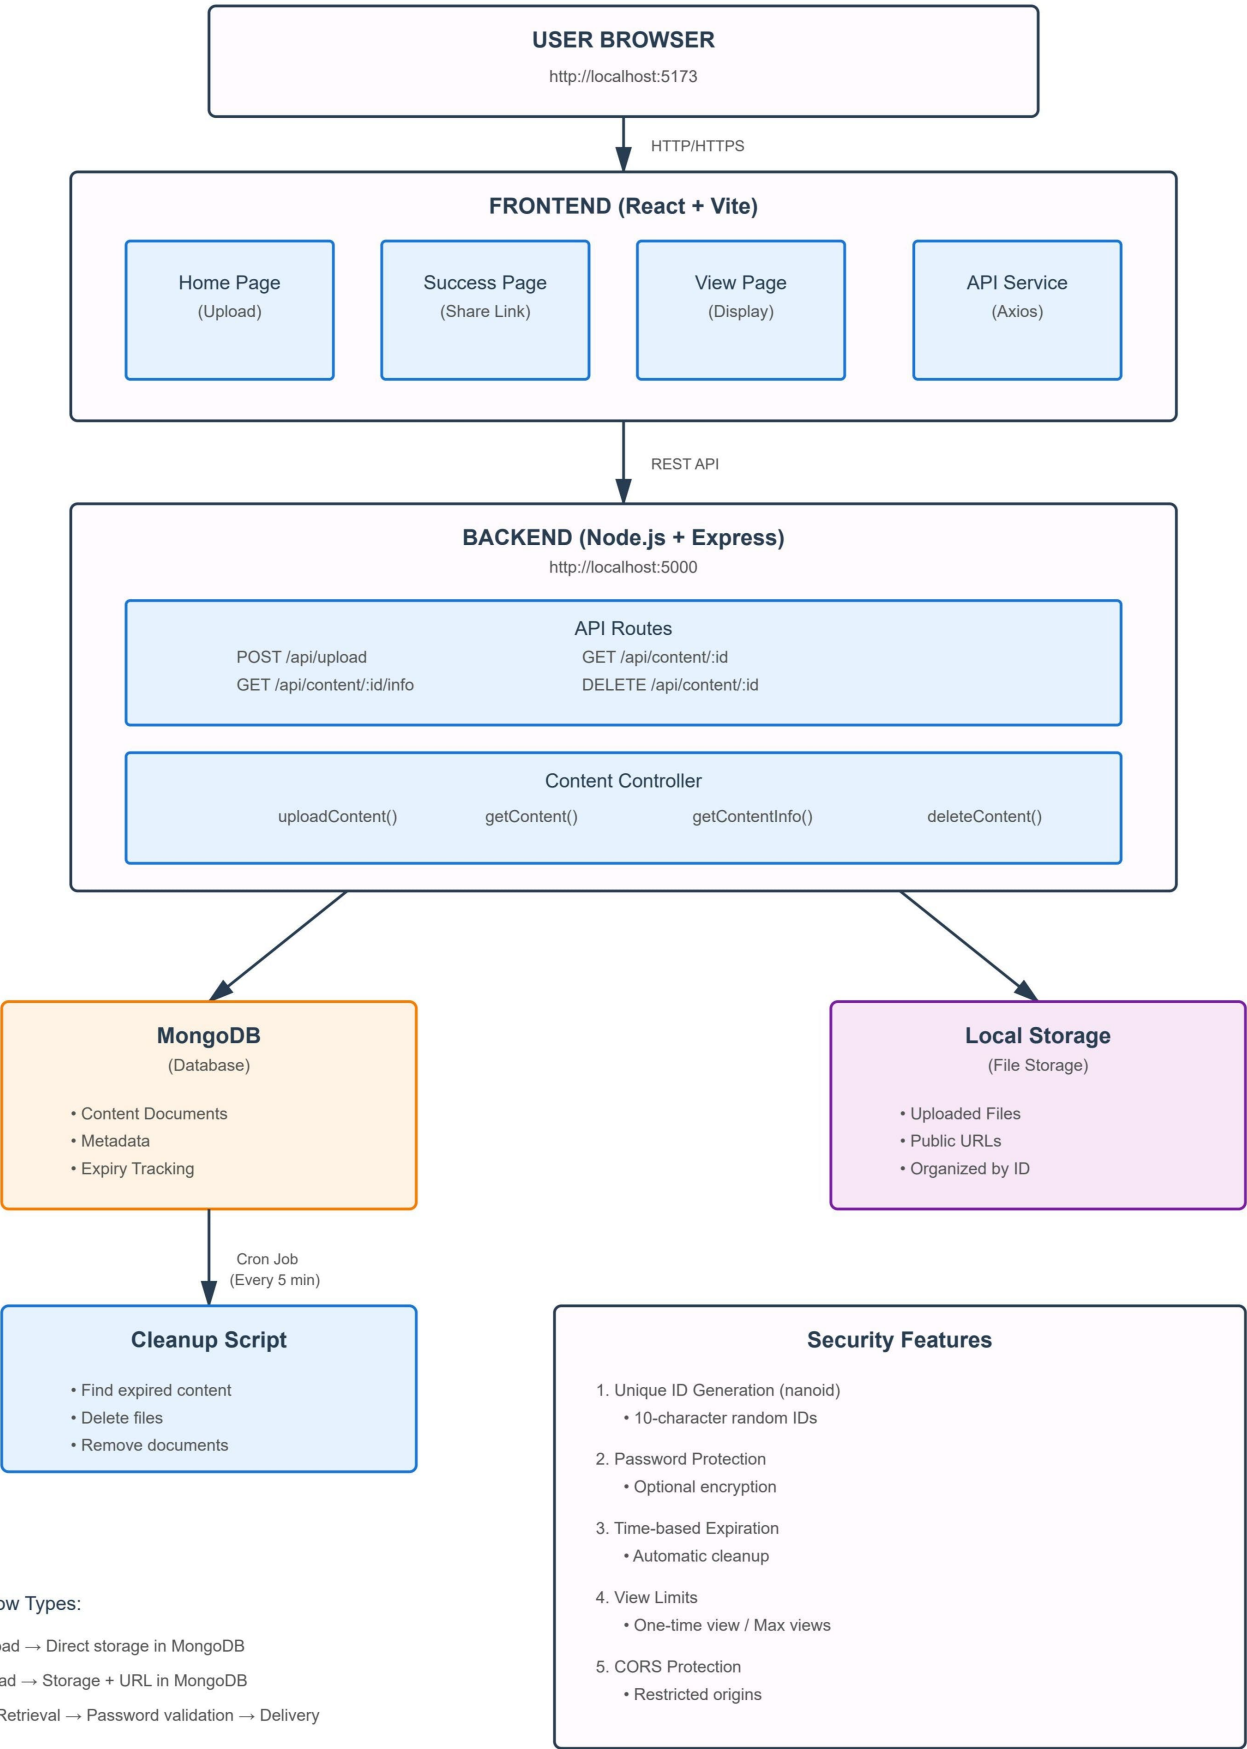 USER BROWSER
http://localhost:5173
HTTP/HTTPS
FRONTEND (React + Vite)
Home Page
(Upload)
Success Page
(Share Link)
View Page
(Display)
API Service
(Axios)
REST API
BACKEND (Node.js + Express)
http://localhost:5000
API Routes
POST /api/upload
GET /api/content/:id
GET /api/content/:id/info
DELETE /api/content/:id
Content Controller
uploadContent()
getContent()
getContentInfo()
deleteContent()
MongoDB
(Database)
• Content Documents
• Metadata
• Expiry Tracking
Local Storage
(File Storage)
• Uploaded Files
• Public URLs
• Organized by ID
Cron Job
(Every 5 min)
Cleanup Script
• Find expired content
• Delete files
• Remove documents
Security Features
1. Unique ID Generation (nanoid)
• 10-character random IDs
2. Password Protection
• Optional encryption
3. Time-based Expiration
• Automatic cleanup
4. View Limits
• One-time view / Max views
5. CORS Protection
• Restricted origins
Types:
→ Direct storage in MongoDB
→ Storage + URL in MongoDB
Retrieval → Password validation → Delivery